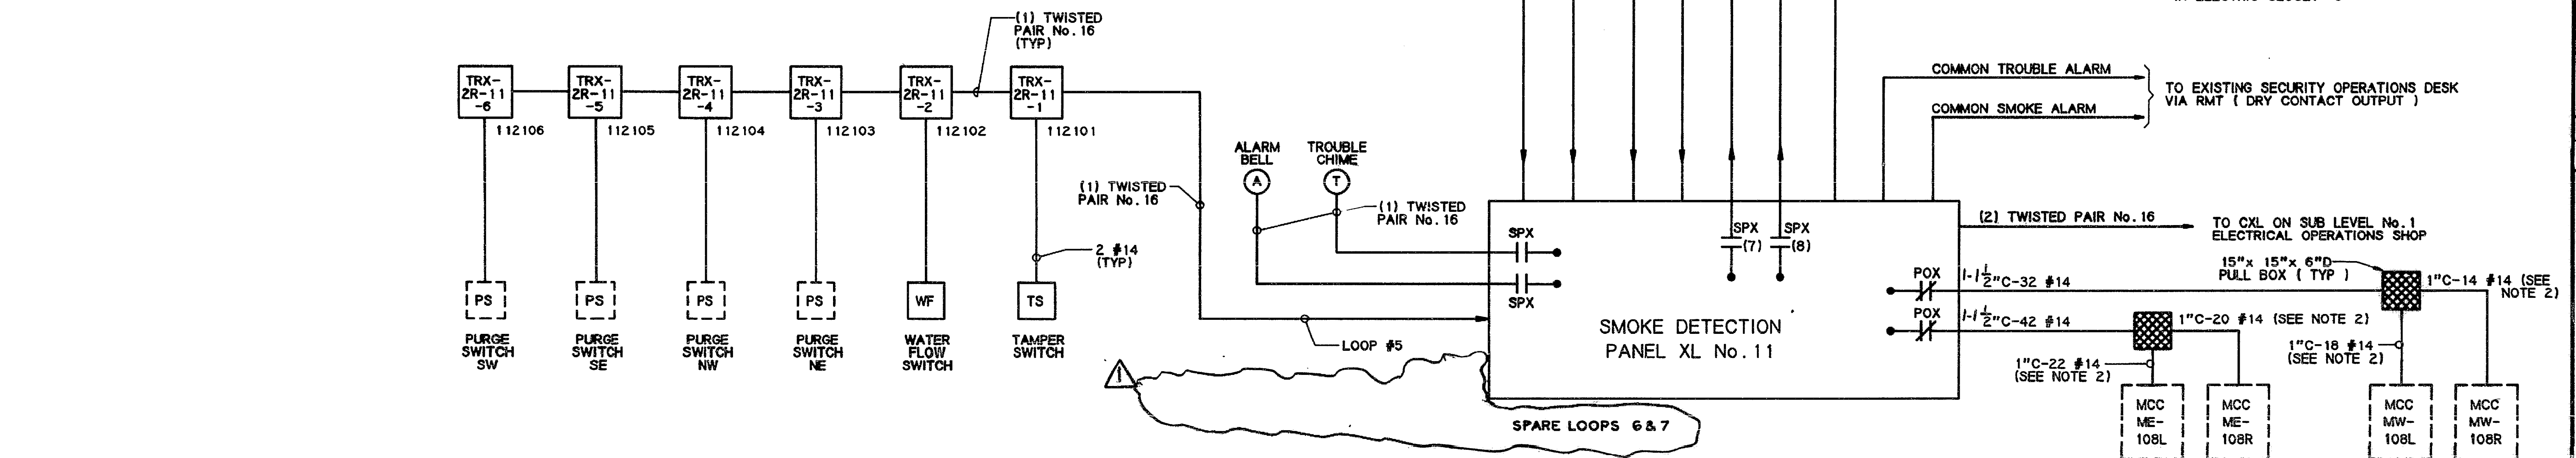 (1) TWISTED
PAIR No.16
(TYP)
TRX-
2R-11
-6
TRX-
2R-11
-5
TRX-
2R-11
-4
TRX-
2R-11
-3
TRX-
2R-11
-2
TRX-
2R-11
-1
112106
112105
112104
112103
112102
112101
COMMON TROUBLE ALARM
COMMON SMOKE ALARM
TO EXISTING SECURITY OPERATIONS DESK
VIA RMT ( DRY CONTACT OUTPUT )
ALARM
BELL
TROUBLE
CHIME
A
T
(1) TWISTED
PAIR No.16
(1) TWISTED
PAIR No.16
2 #14
(TYP)
PS
PS
PS
PS
WF
TS
PURGE
SWITCH
SW
PURGE
SWITCH
SE
PURGE
SWITCH
NW
PURGE
SWITCH
NE
WATER
FLOW
SWITCH
TAMPER
SWITCH
SPX
SPX
SPX
(7)
SPX
(8)
(2) TWISTED PAIR No.16
TO CXL ON SUB LEVEL No.1
ELECTRICAL OPERATIONS SHOP
15"x 15"x 6"D
PULL BOX ( TYP )
POX
1-1 1/2"C-32 #14
1"C-14 #14 (SEE
NOTE 2)
POX
1-1 1/2"C-42 #14
1"C-20 #14 (SEE NOTE 2)
1"C-18 #14
(SEE NOTE 2)
1"C-22 #14
(SEE NOTE 2)
SMOKE DETECTION
PANEL XL No.11
LOOP #5
1
SPARE LOOPS 6&7
MCC
ME-
108L
MCC
ME-
108R
MCC
MW-
108L
MCC
MW-
108R